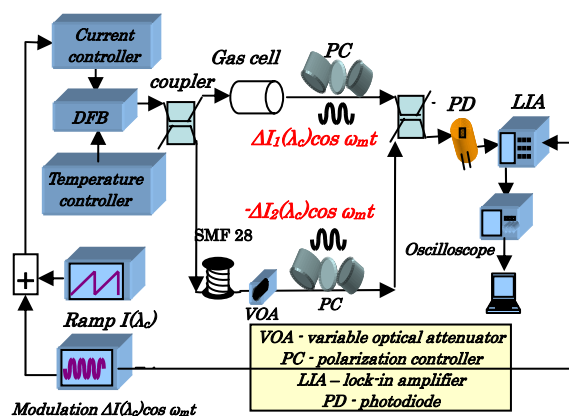 Current
controller
DFB
Temperature
controller
coupler
Gas cell
PC
ΔI₁(λc)cos ωmt
-
PD
LIA
-ΔI₂(λc)cos ωmt
SMF 28
VOA
PC
Oscilloscope
+
Ramp I(λc)
Modulation ΔI(λc)cos ωmt
VOA - variable optical attenuator
PC - polarization controller
LIA – lock-in amplifier
PD - photodiode